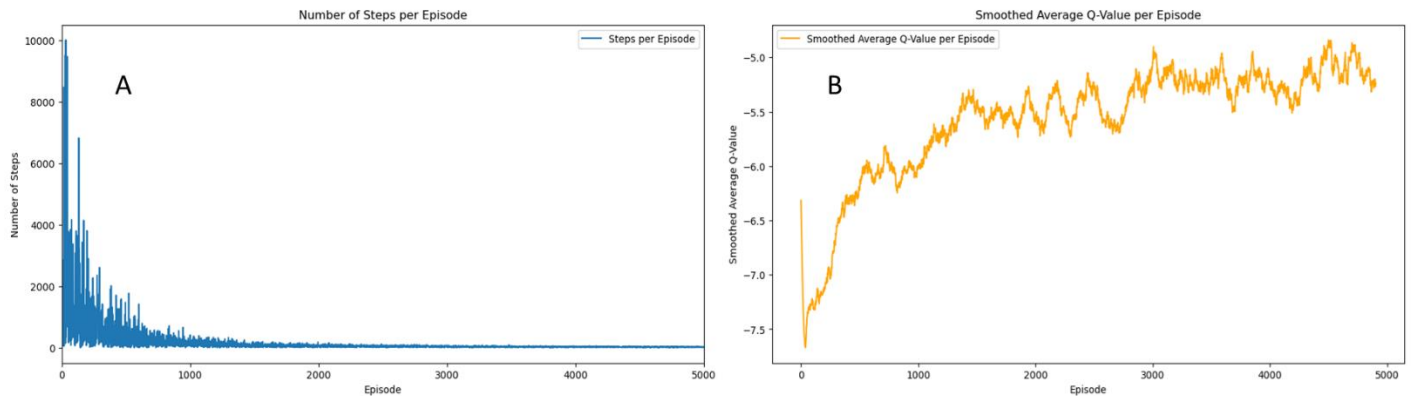 Number of Steps per Episode
Steps per Episode
A
10000
8000
6000
4000
2000
0
Number of Steps
0 1000 2000 3000 4000 5000
Episode
Smoothed Average Q-Value per Episode
Smoothed Average Q-Value per Episode
B
−5.0
−5.5
−6.0
−6.5
−7.0
−7.5
Smoothed Average Q-Value
0 1000 2000 3000 4000 5000
Episode